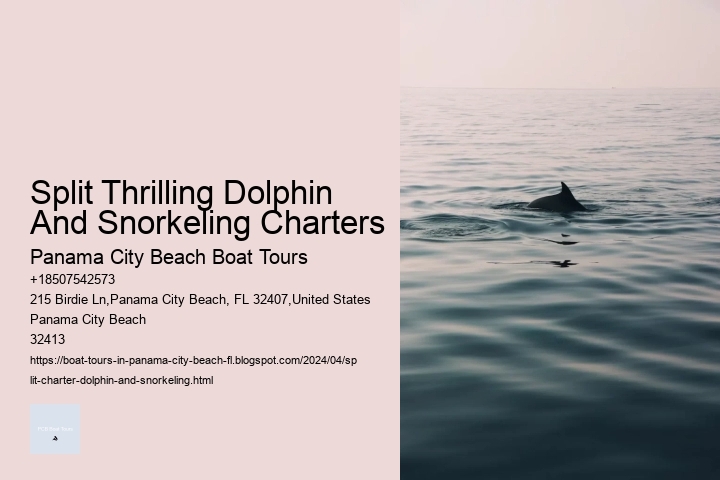 Split Thrilling Dolphin
And Snorkeling Charters
Panama City Beach Boat Tours
+18507542573
215 Birdie Ln,Panama City Beach, FL 32407,United States
Panama City Beach
32413
https://boat-tours-in-panama-city-beach-fl.blogspot.com/2024/04/sp
lit-charter-dolphin-and-snorkeling.html